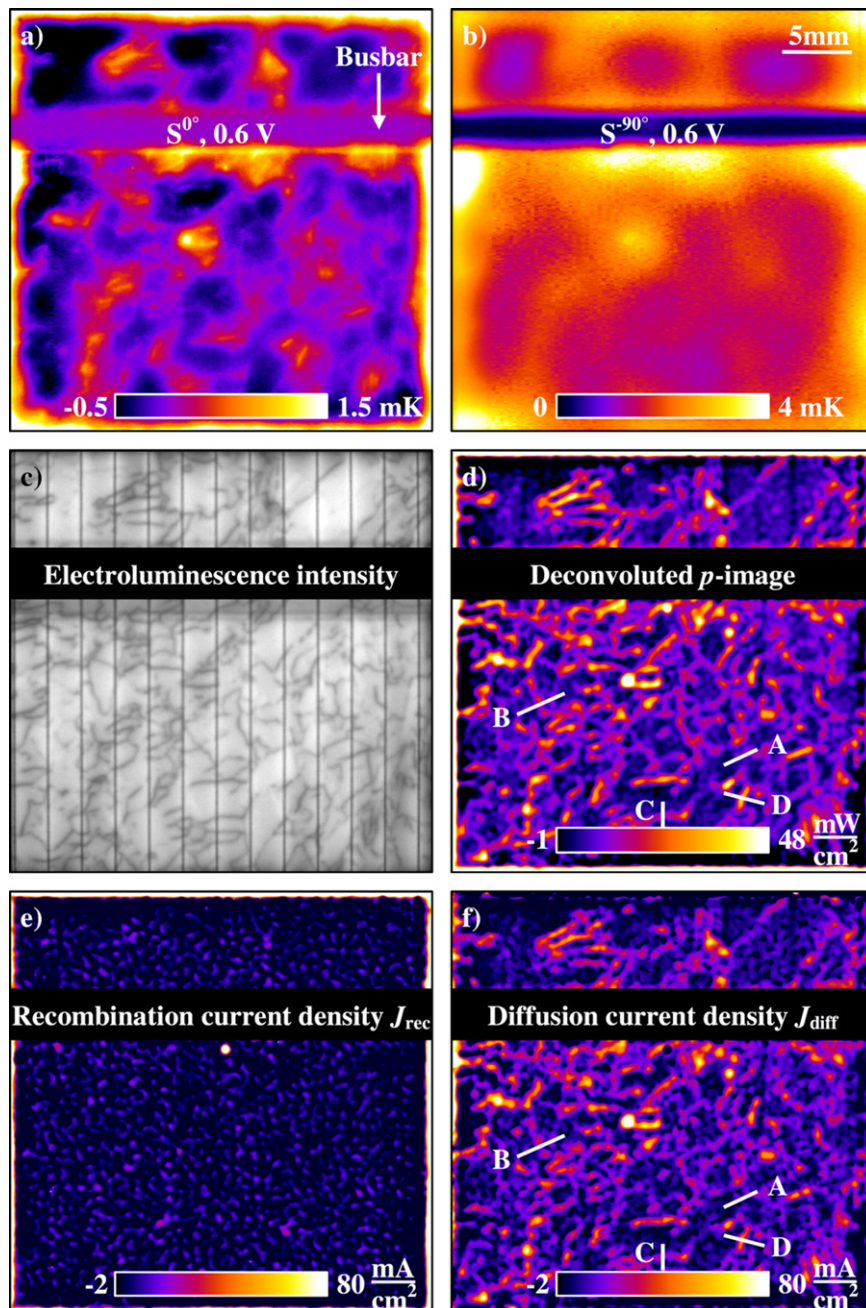 a)
Busbar
S⁰°, 0.6 V
-0.5
1.5 mK
b)
5mm
S⁻⁹⁰°, 0.6 V
0
4 mK
c)
Electroluminescence intensity
d)
Deconvoluted p-image
B
A
D
C
-1
48 mW/cm²
e)
Recombination current density J_rec
-2
80 mA/cm²
f)
Diffusion current density J_diff
B
A
D
C
-2
80 mA/cm²